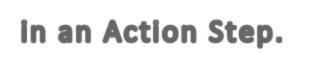 in an Action Step.